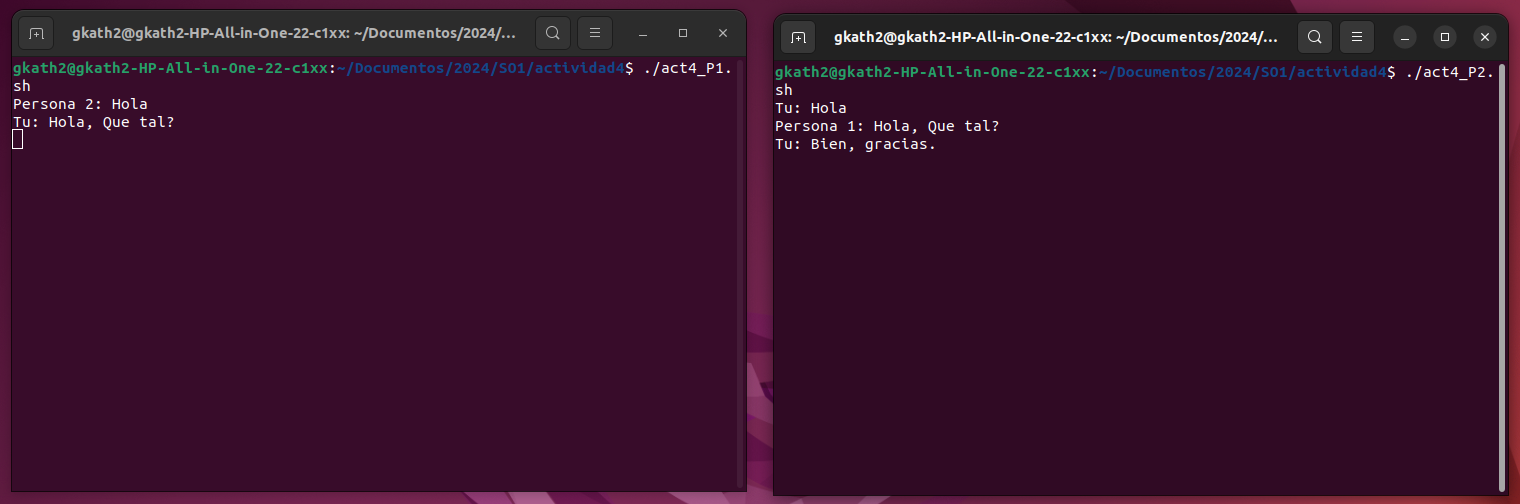 gkath2@gkath2-HP-All-in-One-22-c1xx: ~/Documentos/2024/...
gkath2@gkath2-HP-All-in-One-22-c1xx:~/Documentos/2024/SO1/actividad4$ ./act4_P1.
sh
Persona 2: Hola
Tu: Hola, Que tal?
gkath2@gkath2-HP-All-in-One-22-c1xx: ~/Documentos/2024/...
gkath2@gkath2-HP-All-in-One-22-c1xx:~/Documentos/2024/SO1/actividad4$ ./act4_P2.
sh
Tu: Hola
Persona 1: Hola, Que tal?
Tu: Bien, gracias.